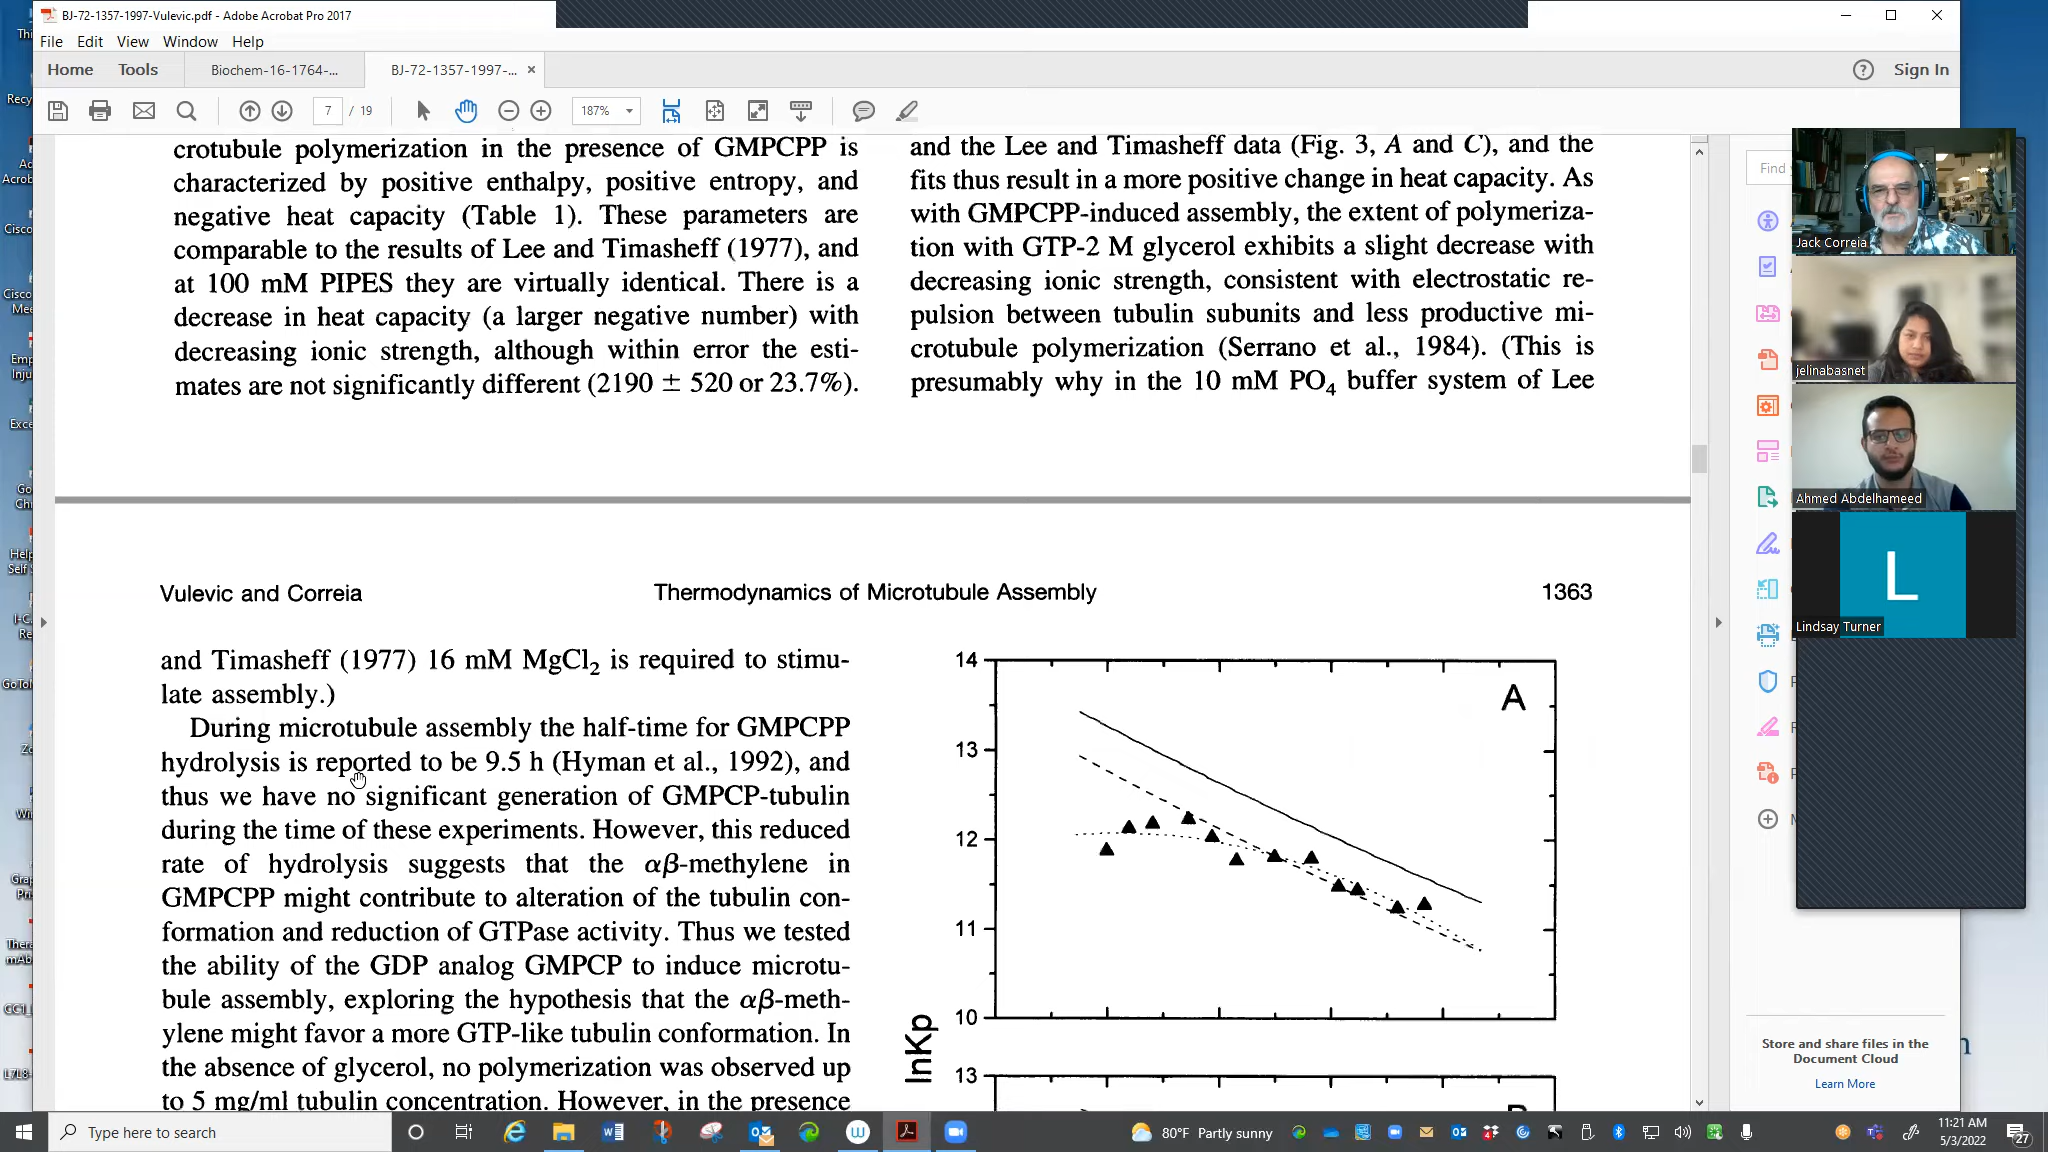 BJ-72-1357-1997-Vulevic.pdf - Adobe Acrobat Pro 2017
File Edit View Window Help
Home Tools Biochem-16-1764-... BJ-72-1357-1997-... × Sign In
7 / 19 187%
crotubule polymerization in the presence of GMPCPP is
characterized by positive enthalpy, positive entropy, and
negative heat capacity (Table 1). These parameters are
comparable to the results of Lee and Timasheff (1977), and
at 100 mM PIPES they are virtually identical. There is a
decrease in heat capacity (a larger negative number) with
decreasing ionic strength, although within error the esti-
mates are not significantly different (2190 ± 520 or 23.7%).
and the Lee and Timasheff data (Fig. 3, A and C), and the
fits thus result in a more positive change in heat capacity. As
with GMPCPP-induced assembly, the extent of polymeriza-
tion with GTP-2 M glycerol exhibits a slight decrease with
decreasing ionic strength, consistent with electrostatic re-
pulsion between tubulin subunits and less productive mi-
crotubule polymerization (Serrano et al., 1984). (This is
presumably why in the 10 mM PO₄ buffer system of Lee
Vulevic and Correia Thermodynamics of Microtubule Assembly 1363
and Timasheff (1977) 16 mM MgCl₂ is required to stimu-
late assembly.)
During microtubule assembly the half-time for GMPCPP
hydrolysis is reported to be 9.5 h (Hyman et al., 1992), and
thus we have no significant generation of GMPCP-tubulin
during the time of these experiments. However, this reduced
rate of hydrolysis suggests that the αβ-methylene in
GMPCPP might contribute to alteration of the tubulin con-
formation and reduction of GTPase activity. Thus we tested
the ability of the GDP analog GMPCP to induce microtu-
bule assembly, exploring the hypothesis that the αβ-meth-
ylene might favor a more GTP-like tubulin conformation. In
the absence of glycerol, no polymerization was observed up
to 5 mg/ml tubulin concentration. However, in the presence
14
A
13
12
11
10
lnKp
13
Find
Jack Correia
jelinabasnet
Ahmed Abdelhameed
L
Lindsay Turner
Store and share files in the
Document Cloud
Learn More
Type here to search
80°F Partly sunny
11:21 AM
5/3/2022
27